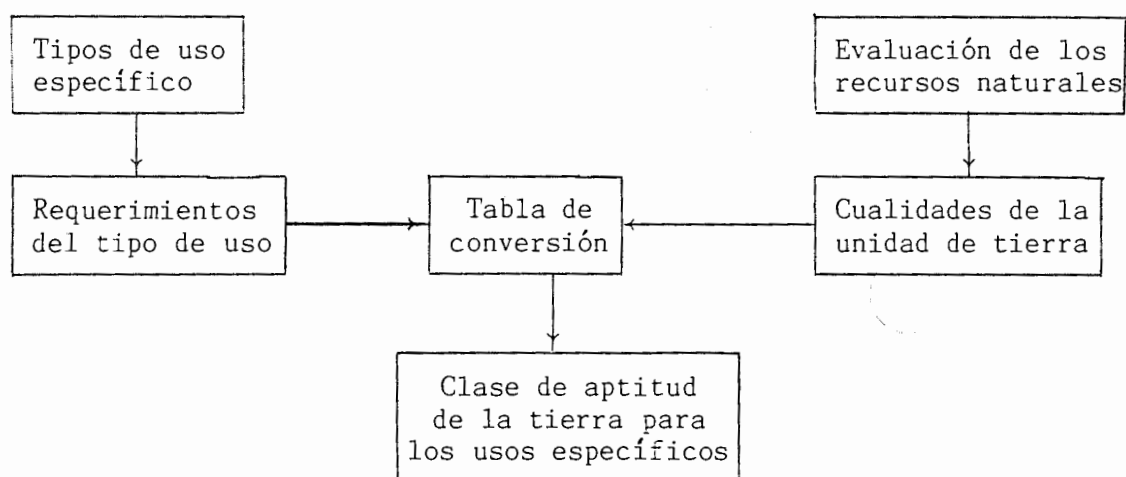 Tipos de uso
específico
Evaluación de los
recursos naturales
Requerimientos
del tipo de uso
Tabla de
conversión
Cualidades de la
unidad de tierra
Clase de aptitud
de la tierra para
los usos específicos